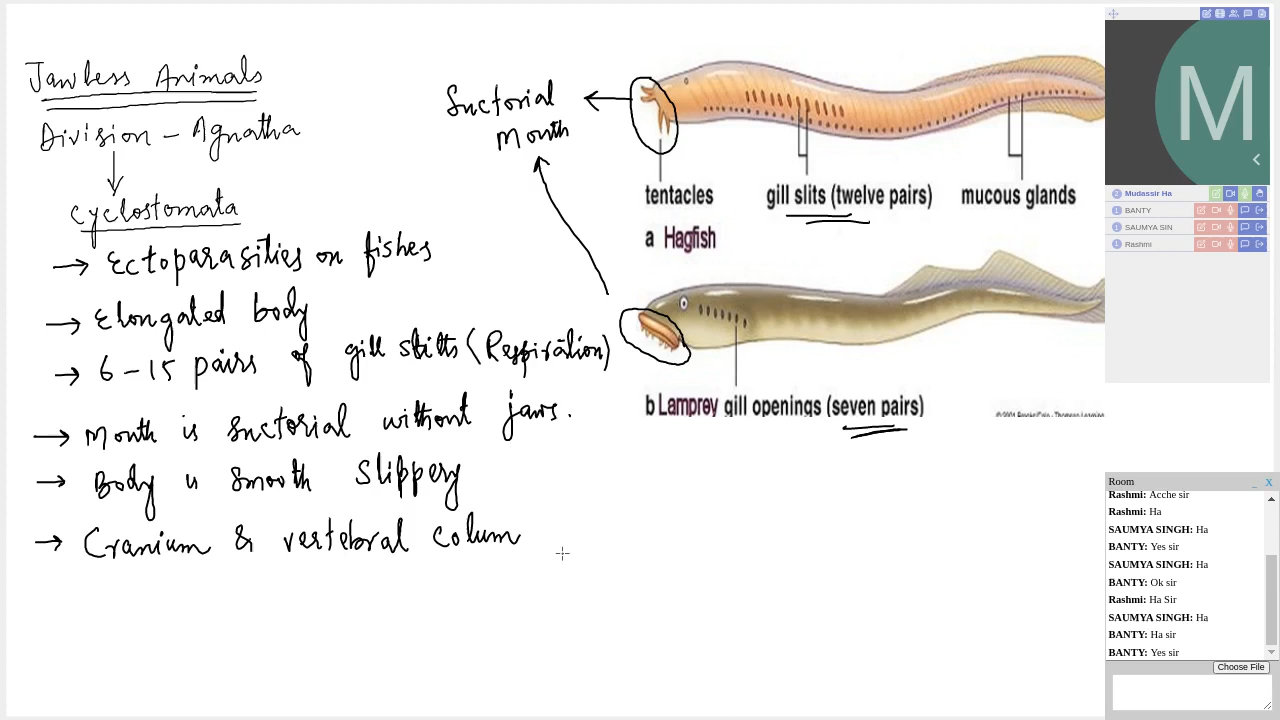 Jawless Animals
Division - Agnatha
Cyclostomata
→ Ectoparasities on fishes
→ Elongated body
→ 6-15 pairs of gill slitts (Respiration)
→ Mouth is suctorial without jaws.
→ Body is smooth slippery
→ Cranium & vertebral colum
Suctorial
Mouth
tentacles
gill slits (twelve pairs)
mucous glands
a Hagfish
b Lamprey gill openings (seven pairs)
M
Mudassir Ha
BANTY
SAUMYA SIN
Rashmi
Room
_ X
Rashmi: Acche sir
Rashmi: Ha
SAUMYA SINGH: Ha
BANTY: Yes sir
SAUMYA SINGH: Ha
BANTY: Ok sir
Rashmi: Ha Sir
SAUMYA SINGH: Ha
BANTY: Ha sir
BANTY: Yes sir
Choose File